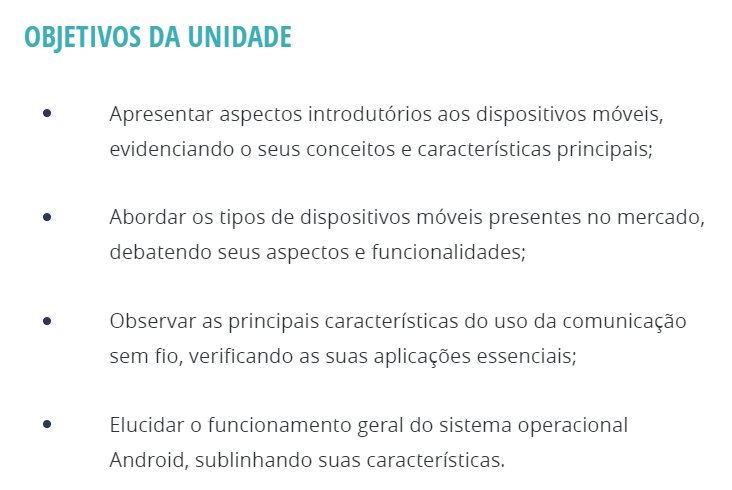 OBJETIVOS DA UNIDADE
• Apresentar aspectos introdutórios aos dispositivos móveis,
evidenciando o seus conceitos e características principais;
• Abordar os tipos de dispositivos móveis presentes no mercado,
debatendo seus aspectos e funcionalidades;
• Observar as principais características do uso da comunicação
sem fio, verificando as suas aplicações essenciais;
• Elucidar o funcionamento geral do sistema operacional
Android, sublinhando suas características.